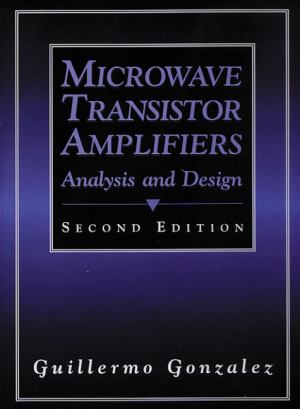 MICROWAVE
TRANSISTOR
AMPLIFIERS
Analysis and Design
SECOND EDITION
Guillermo Gonzalez